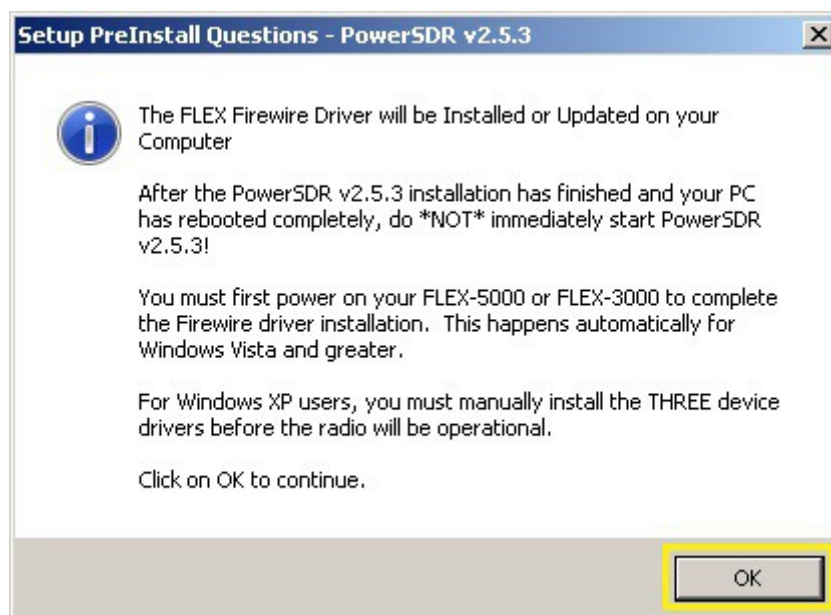 Setup PreInstall Questions - PowerSDR v2.5.3
The FLEX Firewire Driver will be Installed or Updated on your
Computer
After the PowerSDR v2.5.3 installation has finished and your PC
has rebooted completely, do *NOT* immediately start PowerSDR
v2.5.3!
You must first power on your FLEX-5000 or FLEX-3000 to complete
the Firewire driver installation.  This happens automatically for
Windows Vista and greater.
For Windows XP users, you must manually install the THREE device
drivers before the radio will be operational.
Click on OK to continue.
OK